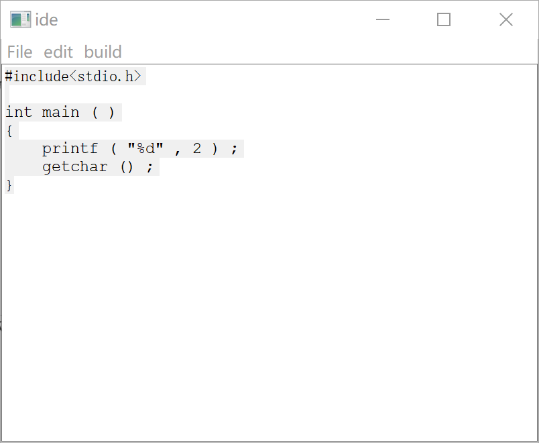 ide
File edit build
#include<stdio.h>
int main ( )
{
    printf ( "%d" , 2 ) ;
    getchar () ;
}